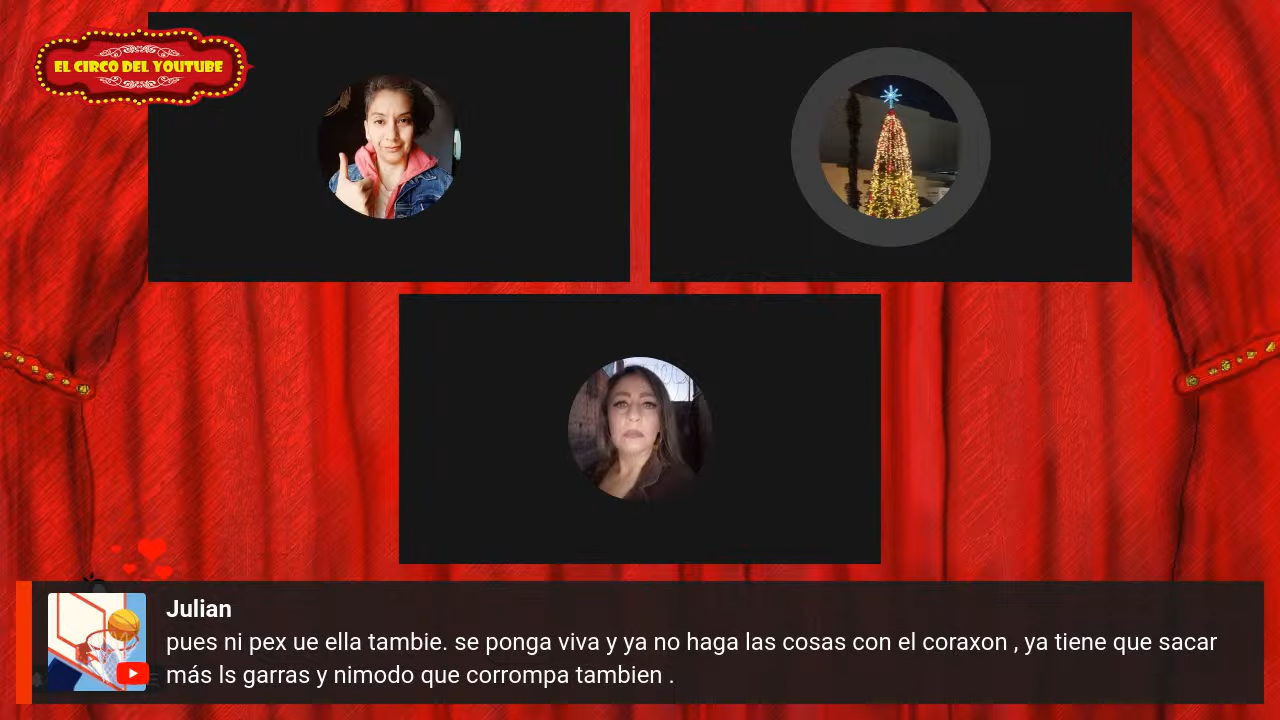 EL CIRCO DEL YOUTUBE
Julian
pues ni pex ue ella tambie. se ponga viva y ya no haga las cosas con el coraxon , ya tiene que sacar
más ls garras y nimodo que corrompa tambien .